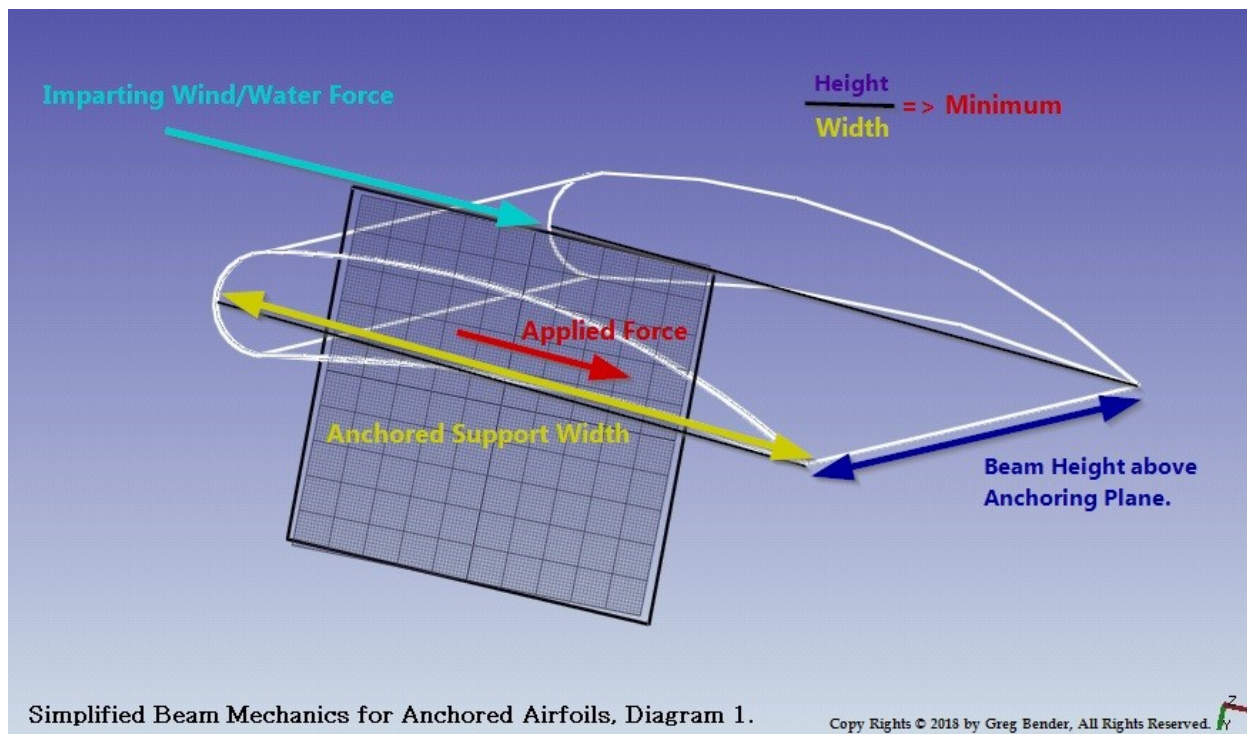 Imparting Wind/Water Force
Height
Width
=> Minimum
Applied Force
Anchored Support Width
Beam Height above
Anchoring Plane.
Simplified Beam Mechanics for Anchored Airfoils, Diagram 1.
Copy Rights © 2018 by Greg Bender, All Rights Reserved.
Z
Y